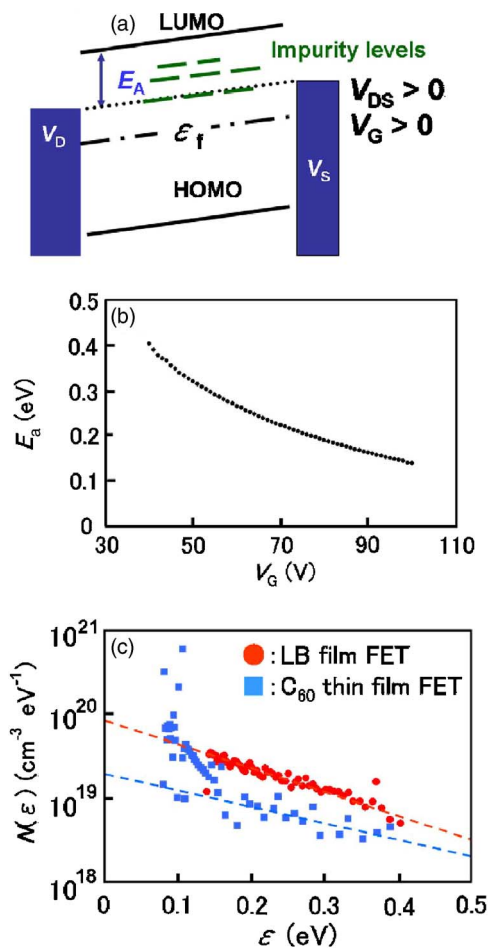 (a)
LUMO
Impurity levels
E_A
V_DS > 0
V_D
ε_f
V_G > 0
HOMO
V_S
(b)
0.5
0.4
0.3
0.2
0.1
0
E_a (eV)
30 50 70 90 110
V_G (V)
(c)
10^21
10^20
10^19
10^18
N(ε) (cm^-3 eV^-1)
: LB film FET
: C_60 thin film FET
0 0.1 0.2 0.3 0.4 0.5
ε (eV)